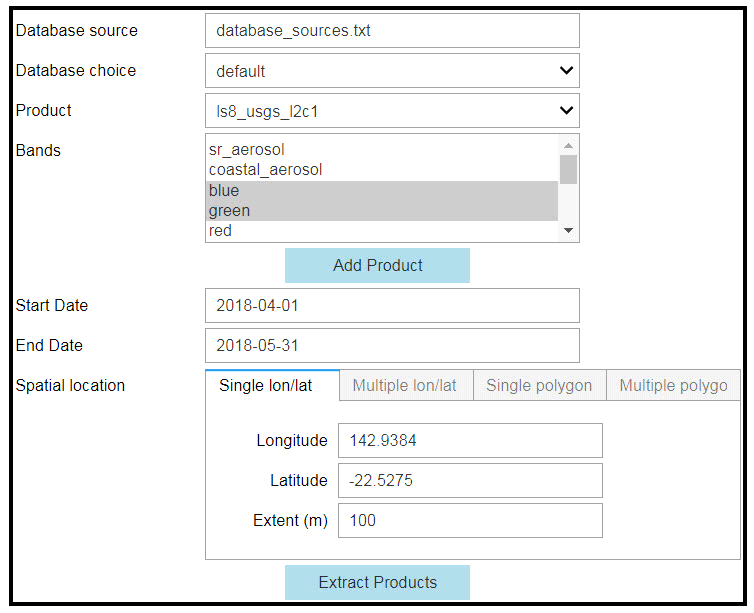 Database source database_sources.txt
Database choice default
Product ls8_usgs_l2c1
Bands
sr_aerosol
coastal_aerosol
blue
green
red
Add Product
Start Date 2018-04-01
End Date 2018-05-31
Spatial location Single lon/lat Multiple lon/lat Single polygon Multiple polygo
Longitude 142.9384
Latitude -22.5275
Extent (m) 100
Extract Products